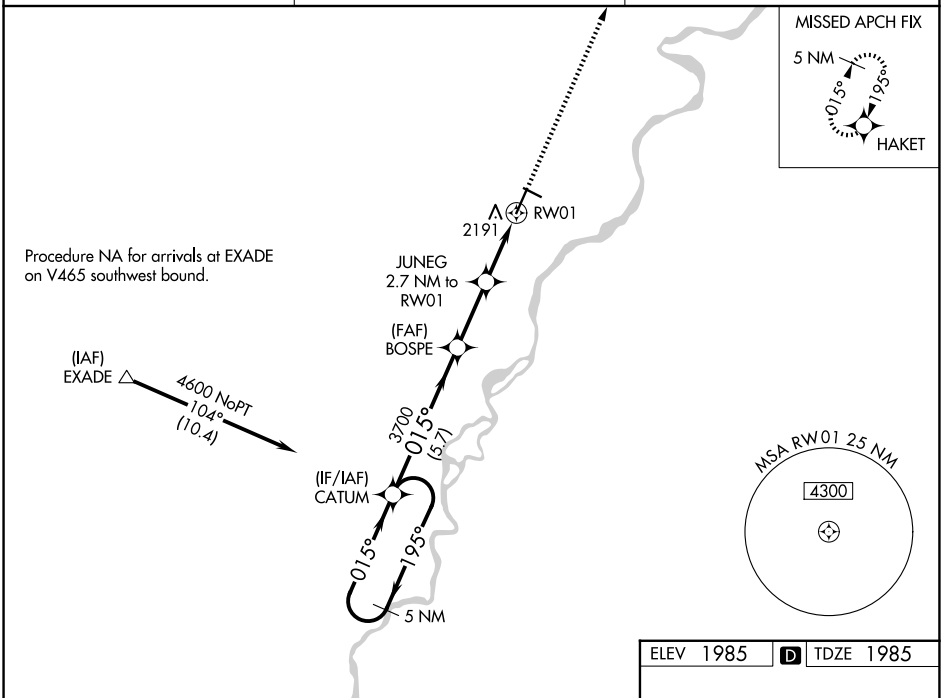 MISSED APCH FIX
5 NM
015°
195°
HAKET
RW01
2191
Procedure NA for arrivals at EXADE
on V465 southwest bound.
JUNEG
2.7 NM to
RW01
(FAF)
BOSPE
(IAF)
EXADE
4600 NoPT
104°
(10.4)
3700
015°
(5.7)
(IF/IAF)
CATUM
015°
195°
5 NM
MSA RW01 25 NM
4300
ELEV 1985 D TDZE 1985